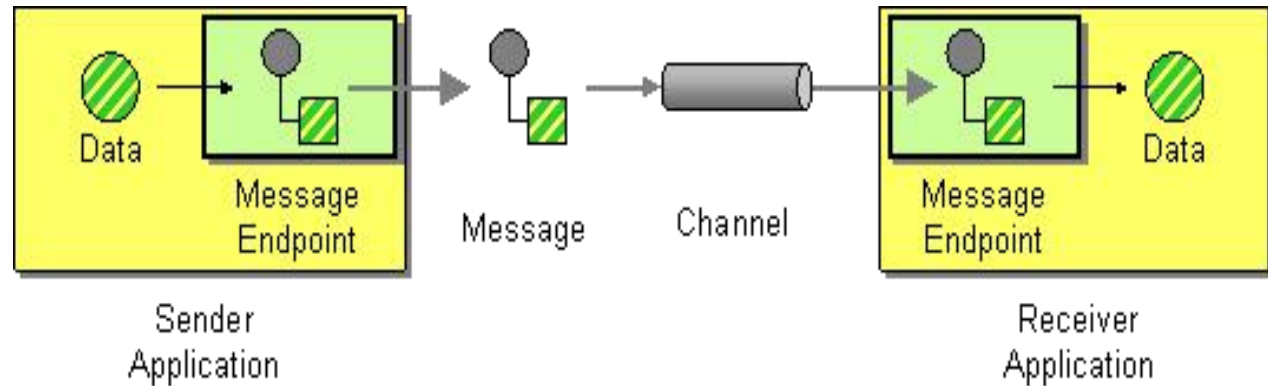 Data
Message
Endpoint
Message
Channel
Message
Endpoint
Data
Sender
Application
Receiver
Application